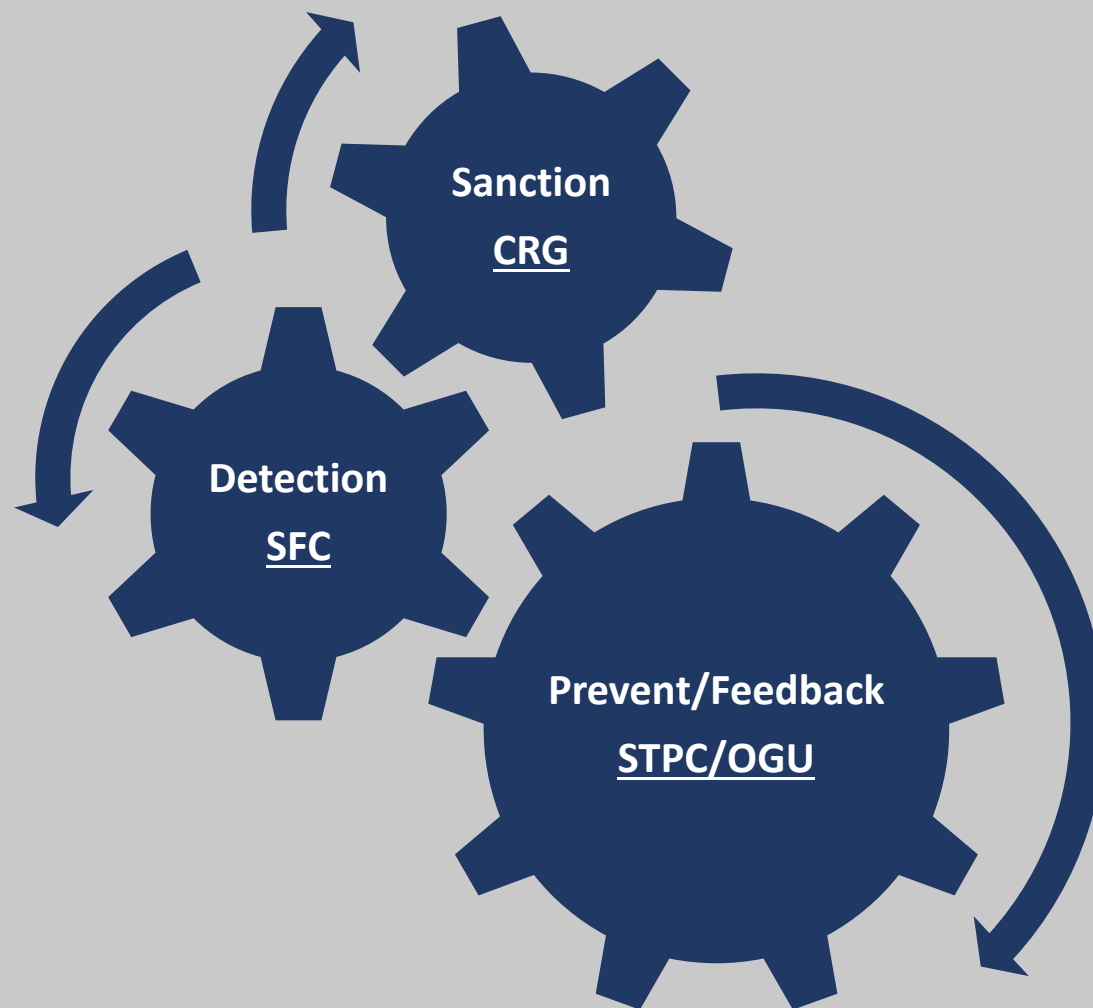 Sanction
CRG
Detection
SFC
Prevent/Feedback
STPC/OGU